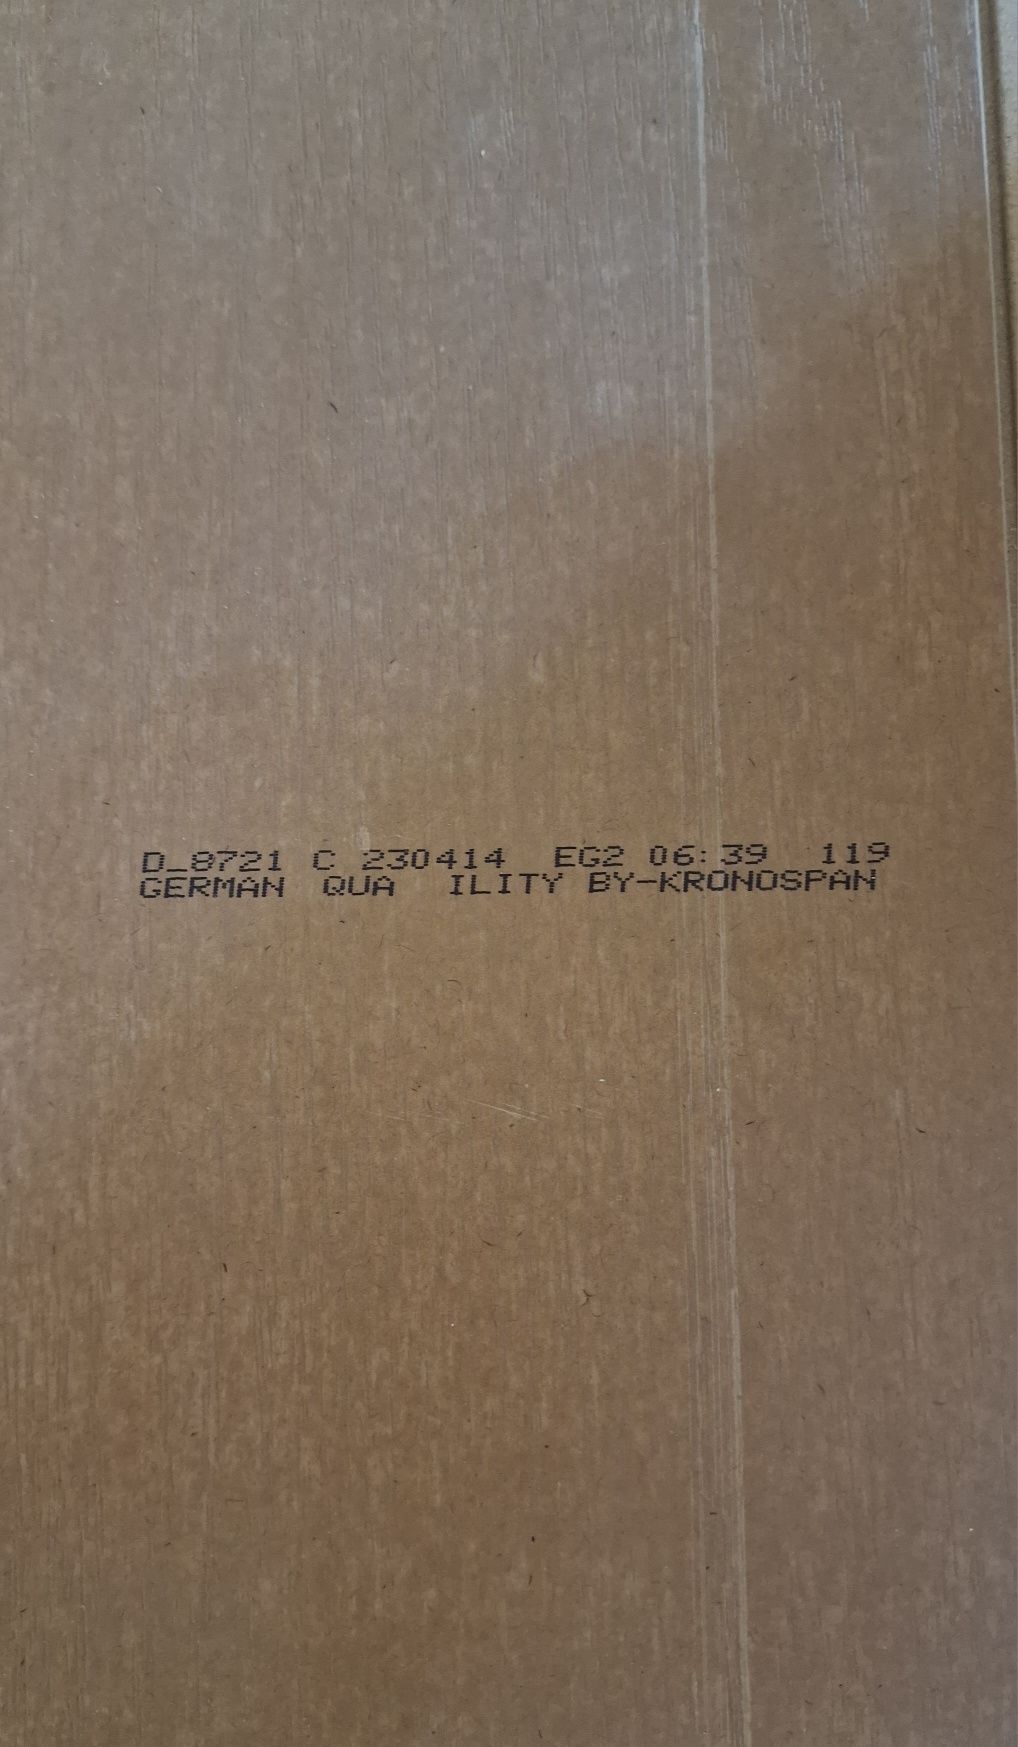 D_8721 C 230414 EG2 06:39 119
GERMAN QUA ILITY BY-KRONOSPAN